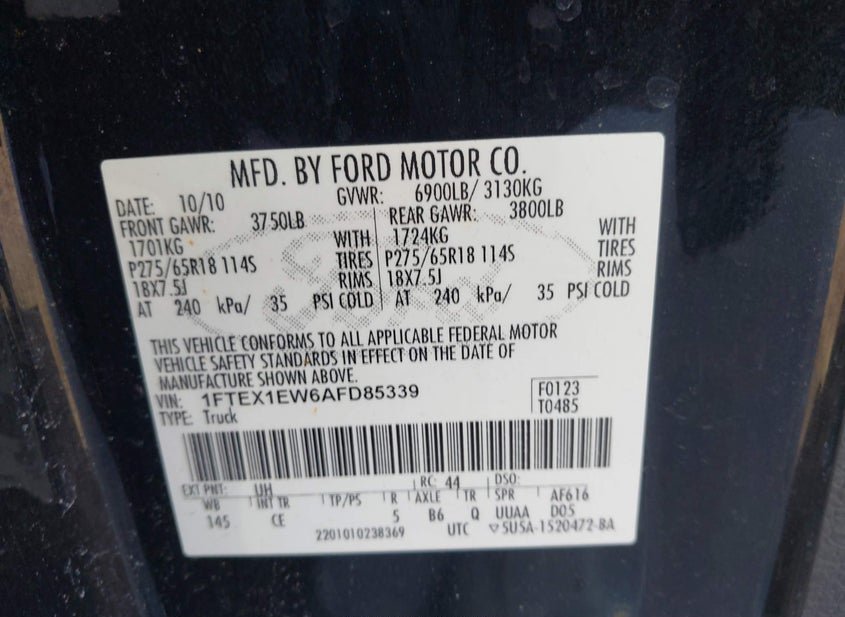 MFD. BY FORD MOTOR CO.
DATE: 10/10 GVWR: 6900LB/ 3130KG
FRONT GAWR: 3750LB REAR GAWR: 3800LB
1701KG WITH 1724KG WITH
P275/65R18 114S TIRES P275/65R18 114S TIRES
18X7.5J RIMS 18X7.5J RIMS
AT 240 kPa/ 35 PSI COLD AT 240 kPa/ 35 PSI COLD
THIS VEHICLE CONFORMS TO ALL APPLICABLE FEDERAL MOTOR
VEHICLE SAFETY STANDARDS IN EFFECT ON THE DATE OF
MANUFACTURE SHOWN ABOVE.
VIN: 1FTEX1EW6AFD85339 F0123
TYPE: Truck T0485
EXT PNT: UH RC: 44 DSO:
WB INT TR TP/PS R AXLE TR SPR AF616
145 CE 5 B6 Q UUAA D05
2201010238369 UTC ▽5U5A-1520472-BA